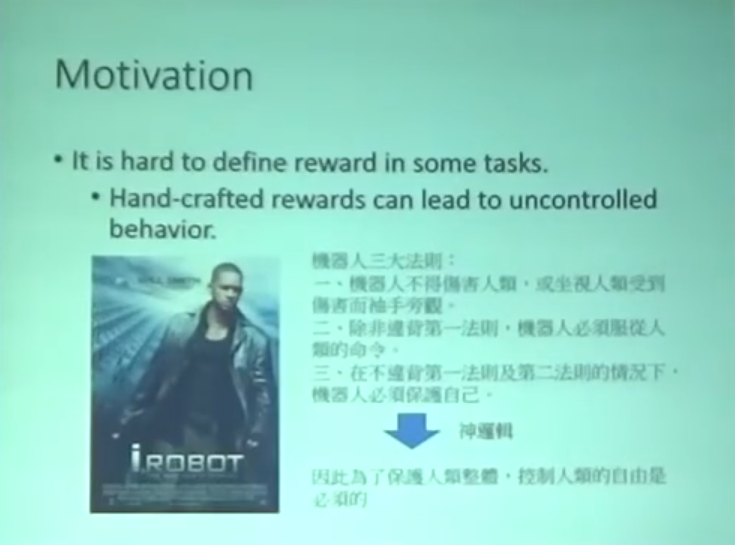 Motivation
• It is hard to define reward in some tasks.
• Hand-crafted rewards can lead to uncontrolled
behavior.
機器人三大法則：
一、機器人不得傷害人類，或坐視人類受到
傷害而袖手旁觀。
二、除非違背第一法則，機器人必須服從人
類的命令。
三、在不違背第一法則及第二法則的情況下，
機器人必須保護自己。
神邏輯
因此為了保護人類整體，控制人類的自由是
必須的
WILL SMITH
i,ROBOT